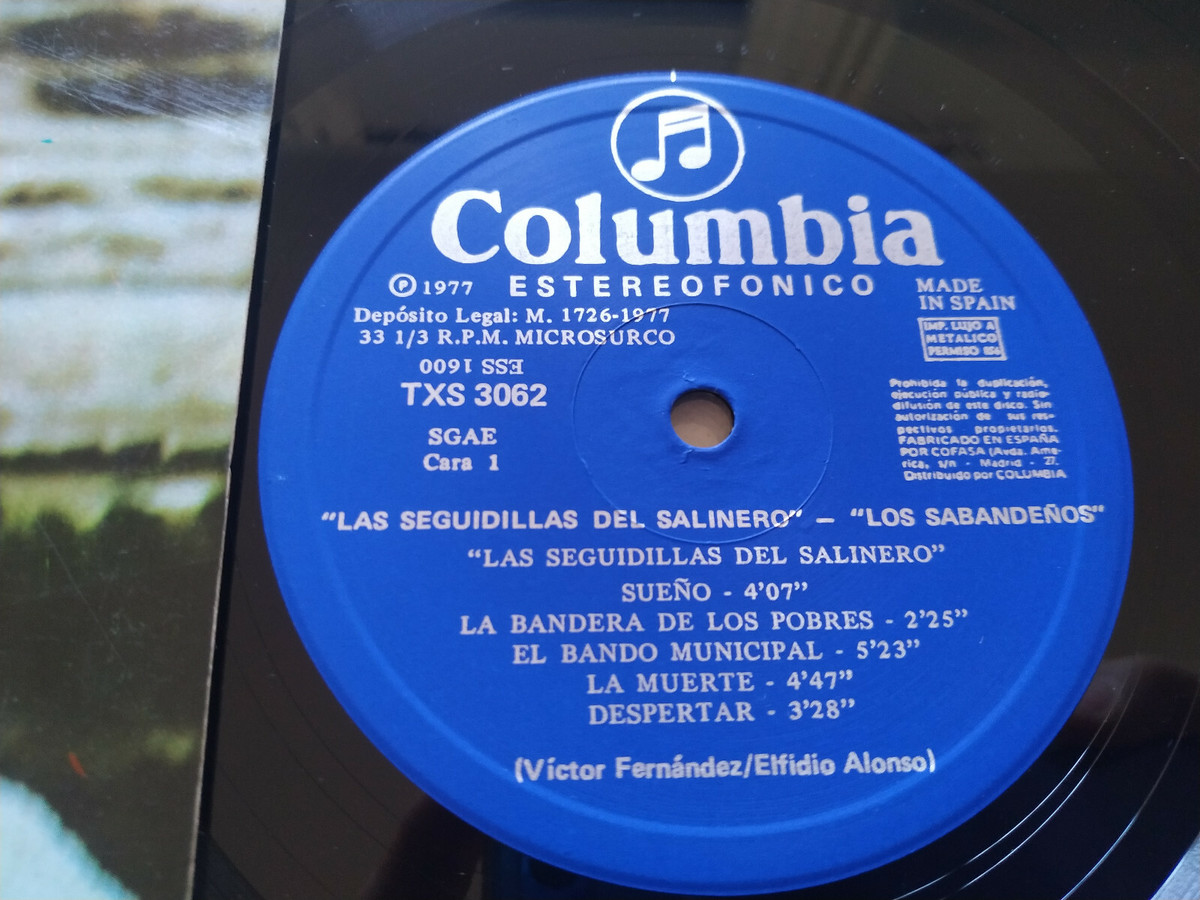 Columbia
℗ 1977 ESTEREOFONICO
MADE
IN SPAIN
Depósito Legal: M. 1726-1977
33 1/3 R.P.M. MICROSURCO
IMP. LUJO A
METALICO
PERMISO 856
ESS 1600
TXS 3062
SGAE
Cara 1
Prohibida la duplicación,
ejecución pública y radio-
difusión de este disco. Sin
autorización de sus res-
pectivos propietarios.
FABRICADO EN ESPAÑA
POR COFASA (Avda. Ame-
rica, s/n - Madrid - 27.
Distribuido por COLUMBIA
"LAS SEGUIDILLAS DEL SALINERO" – "LOS SABANDEÑOS"
"LAS SEGUIDILLAS DEL SALINERO"
SUEÑO - 4'07"
LA BANDERA DE LOS POBRES - 2'25"
EL BANDO MUNICIPAL - 5'23"
LA MUERTE - 4'47"
DESPERTAR - 3'28"
(Víctor Fernández/Elfidio Alonso)